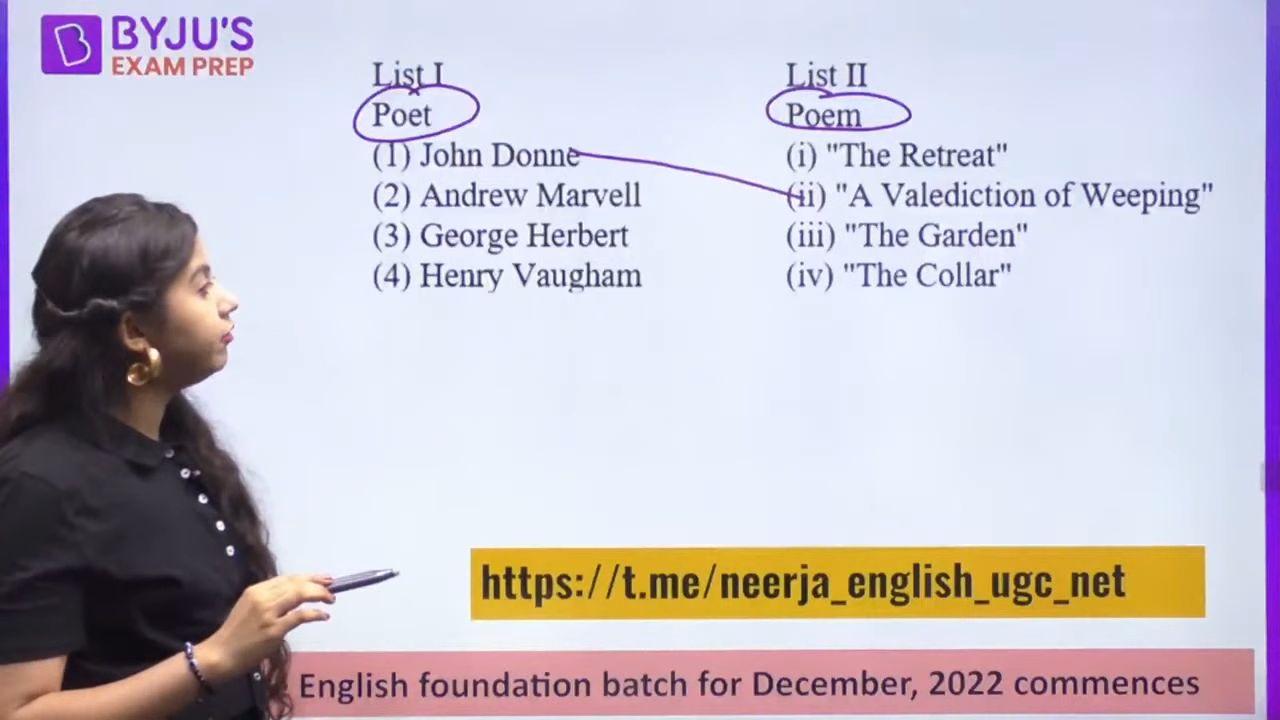 BYJU'S
EXAM PREP
List I
Poet
(1) John Donne
(2) Andrew Marvell
(3) George Herbert
(4) Henry Vaugham
List II
Poem
(i) "The Retreat"
(ii) "A Valediction of Weeping"
(iii) "The Garden"
(iv) "The Collar"
https://t.me/neerja_english_ugc_net
English foundation batch for December, 2022 commences